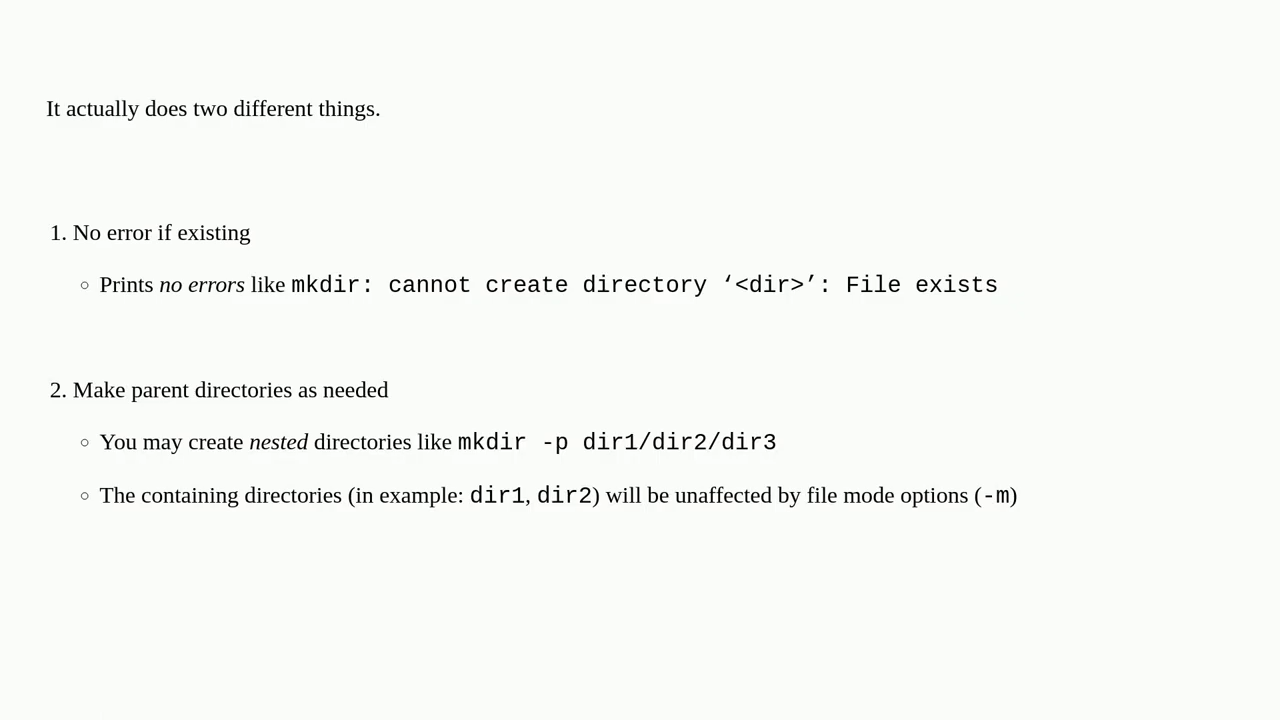 It actually does two different things.
1. No error if existing
○ Prints no errors like mkdir: cannot create directory ‘<dir>’: File exists
2. Make parent directories as needed
○ You may create nested directories like mkdir -p dir1/dir2/dir3
○ The containing directories (in example: dir1, dir2) will be unaffected by file mode options (-m)